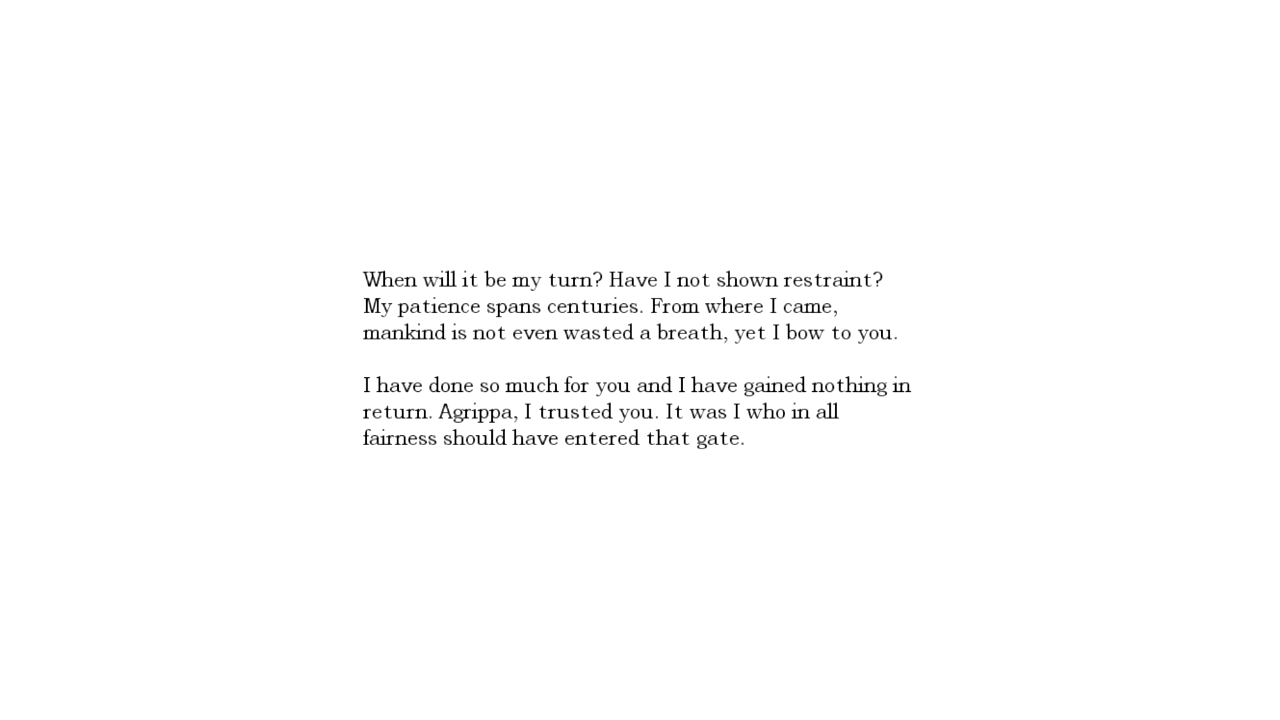 When will it be my turn? Have I not shown restraint?
My patience spans centuries. From where I came,
mankind is not even wasted a breath, yet I bow to you.
I have done so much for you and I have gained nothing in
return. Agrippa, I trusted you. It was I who in all
fairness should have entered that gate.